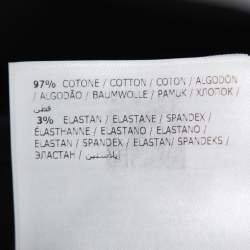 97% COTONE / COTTON / COTON / ALGODÓN
/ ALGODÃO / BAUMWOLLE / PAMUK / ХЛОПОК /
قطن
3% ELASTAN / ELASTANE / SPANDEX /
ÉLASTHANNE / ELASTANO / ELASTANO /
ELASTAN / SPANDEX / ELASTAN/ SPANDEKS /
ЭЛАСТАН / إيلاستين